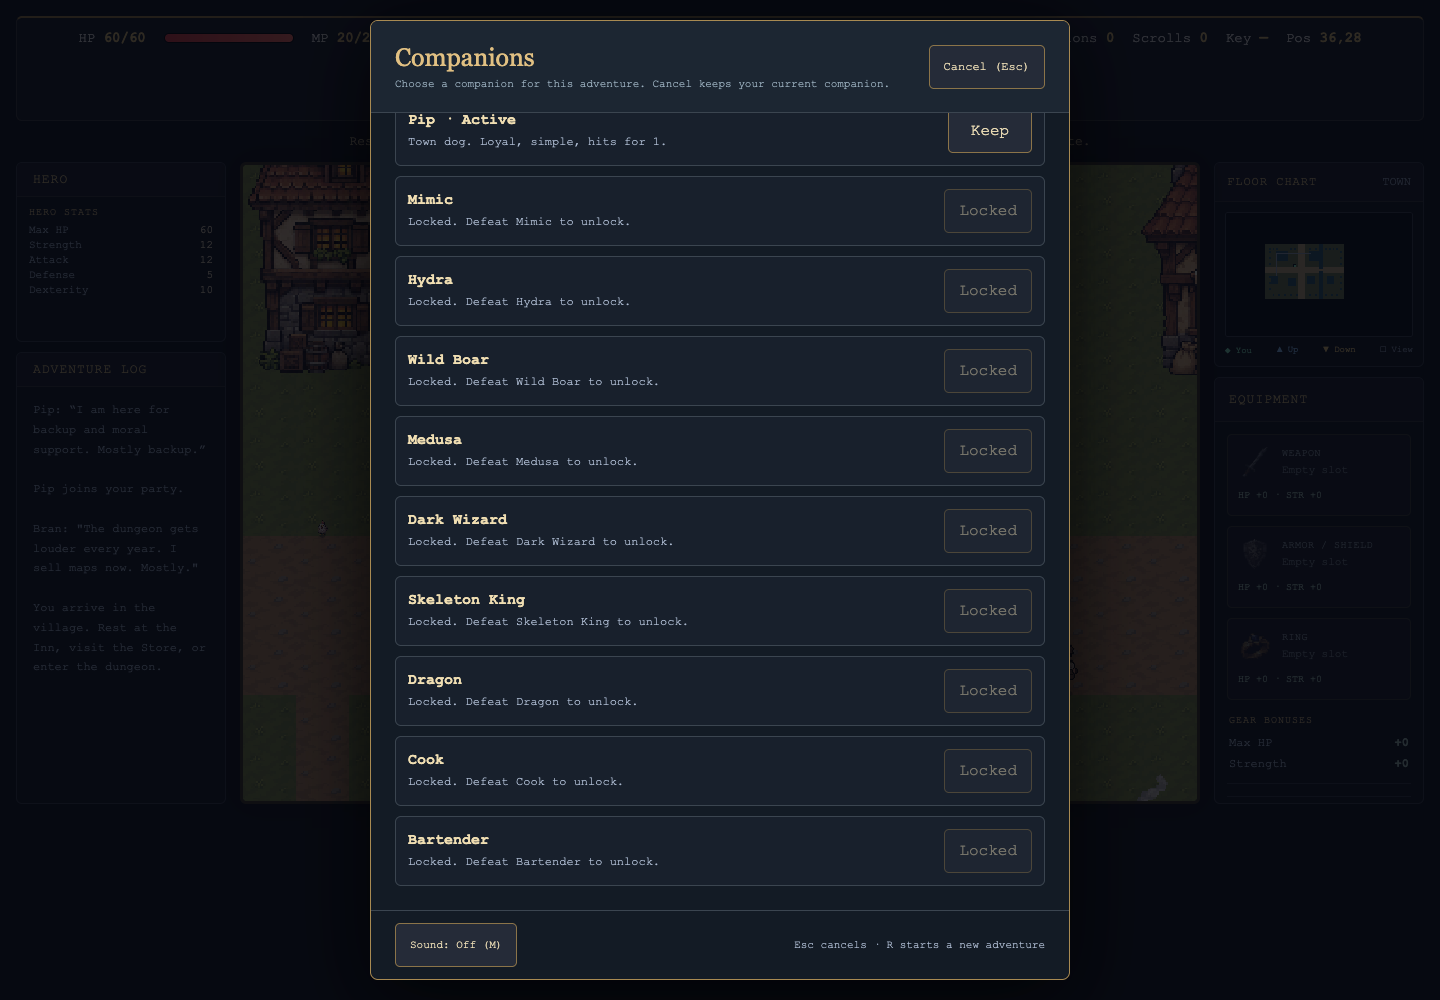 HP 60/60
MP 20/2
ons 0 Scrolls 0 Key — Pos 36,28
Companions
Choose a companion for this adventure. Cancel keeps your current companion.
Cancel (Esc)
Pip · Active
Town dog. Loyal, simple, hits for 1.
Keep
Mimic
Locked. Defeat Mimic to unlock.
Locked
Hydra
Locked. Defeat Hydra to unlock.
Locked
Wild Boar
Locked. Defeat Wild Boar to unlock.
Locked
Medusa
Locked. Defeat Medusa to unlock.
Locked
Dark Wizard
Locked. Defeat Dark Wizard to unlock.
Locked
Skeleton King
Locked. Defeat Skeleton King to unlock.
Locked
Dragon
Locked. Defeat Dragon to unlock.
Locked
Cook
Locked. Defeat Cook to unlock.
Locked
Bartender
Locked. Defeat Bartender to unlock.
Locked
Sound: Off (M)
Esc cancels · R starts a new adventure
HERO
HERO STATS
Max HP 60
Strength 12
Attack 12
Defense 5
Dexterity 10
ADVENTURE LOG
Pip: "I am here for
backup and moral
support. Mostly backup."
Pip joins your party.
Bran: "The dungeon gets
louder every year. I
sell maps now. Mostly."
You arrive in the
village. Rest at the
Inn, visit the Store, or
enter the dungeon.
FLOOR CHART TOWN
◆ You ▲ Up ▼ Down □ View
EQUIPMENT
WEAPON
Empty slot
HP +0 · STR +0
ARMOR / SHIELD
Empty slot
HP +0 · STR +0
RING
Empty slot
HP +0 · STR +0
GEAR BONUSES
Max HP +0
Strength +0